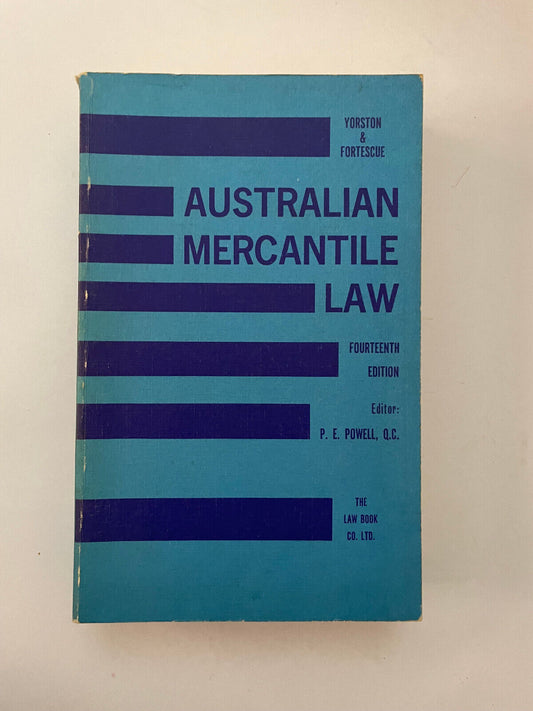 YORSTON
&
FORTESCUE
AUSTRALIAN
MERCANTILE
LAW
FOURTEENTH
EDITION
Editor:
P. E. POWELL, Q.C.
THE
LAW BOOK
CO. LTD.